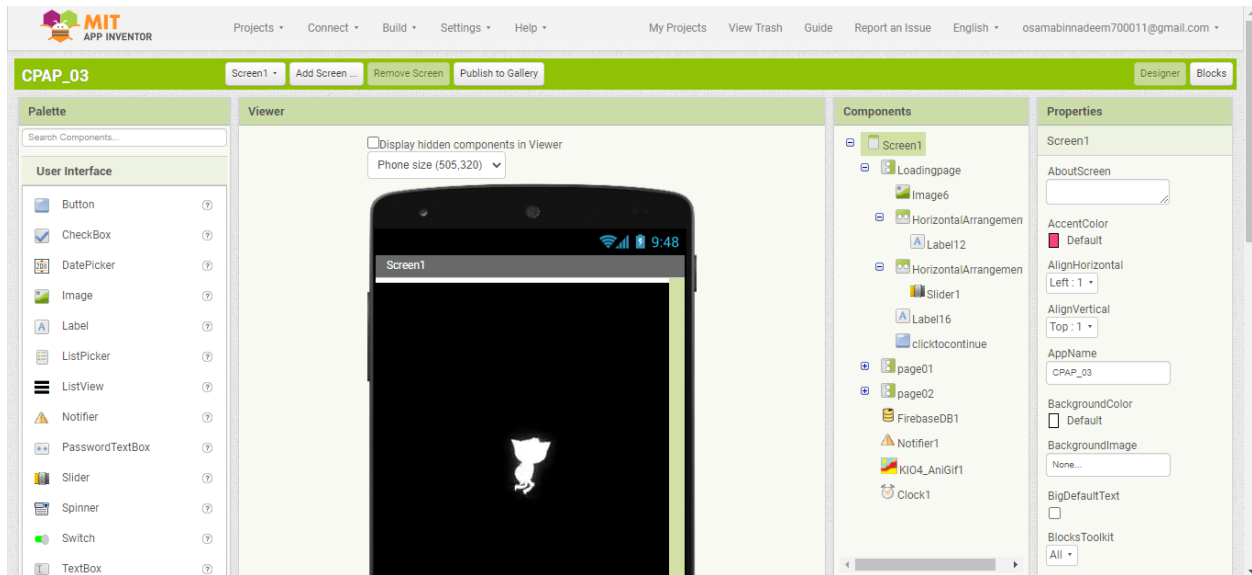 MIT
APP INVENTOR
Projects
Connect
Build
Settings
Help
My Projects
View Trash
Guide
Report an Issue
English
osamabinnadeem700011@gmail.com
CPAP_03
Screen1
Add Screen ...
Remove Screen
Publish to Gallery
Designer
Blocks
Palette
Search Components...
User Interface
Button
CheckBox
DatePicker
Image
Label
ListPicker
ListView
Notifier
PasswordTextBox
Slider
Spinner
Switch
TextBox
Viewer
Display hidden components in Viewer
Phone size (505,320)
9:48
Screen1
Components
Screen1
Loadingpage
Image6
HorizontalArrangemen
Label12
HorizontalArrangemen
Slider1
Label16
clicktocontinue
page01
page02
FirebaseDB1
Notifier1
KIO4_AniGif1
Clock1
Properties
Screen1
AboutScreen
AccentColor
Default
AlignHorizontal
Left : 1
AlignVertical
Top : 1
AppName
CPAP_03
BackgroundColor
Default
BackgroundImage
None...
BigDefaultText
BlocksToolkit
All